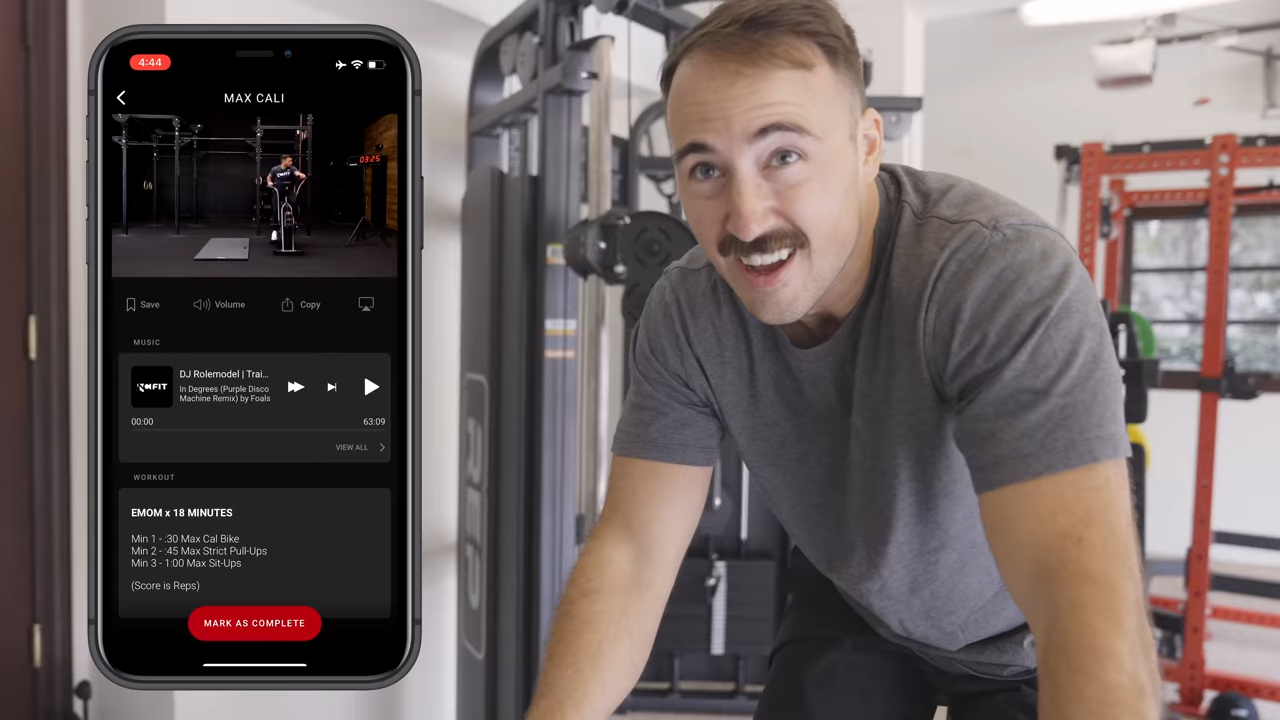 4:44
MAX CALI
03:25
Save
Volume
Copy
MUSIC
NCFIT
DJ Rolemodel | Trai...
In Degrees (Purple Disco
Machine Remix) by Foals
00:00
63:09
VIEW ALL
WORKOUT
EMOM x 18 MINUTES
Min 1 - :30 Max Cal Bike
Min 2 - :45 Max Strict Pull-Ups
Min 3 - 1:00 Max Sit-Ups
(Score is Reps)
MARK AS COMPLETE